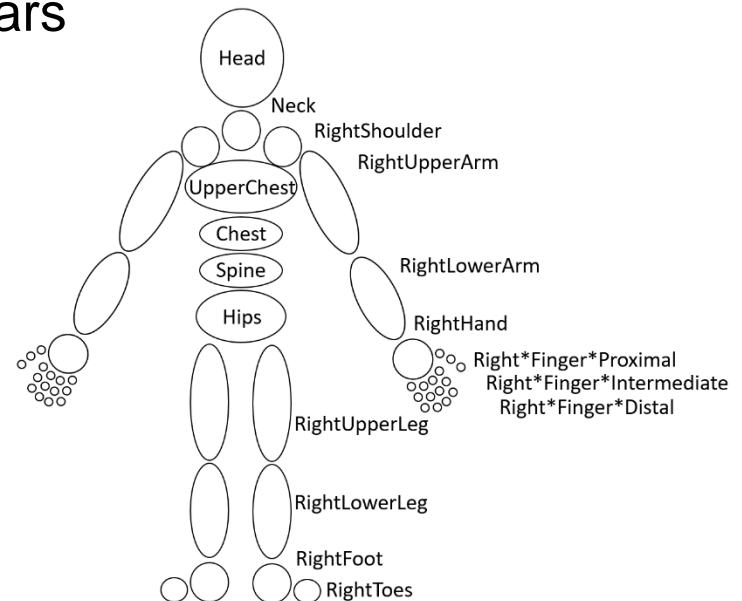 ars
Head
Neck
RightShoulder
RightUpperArm
UpperChest
Chest
Spine
RightLowerArm
Hips
RightHand
Right*Finger*Proximal
Right*Finger*Intermediate
Right*Finger*Distal
RightUpperLeg
RightLowerLeg
RightFoot
RightToes